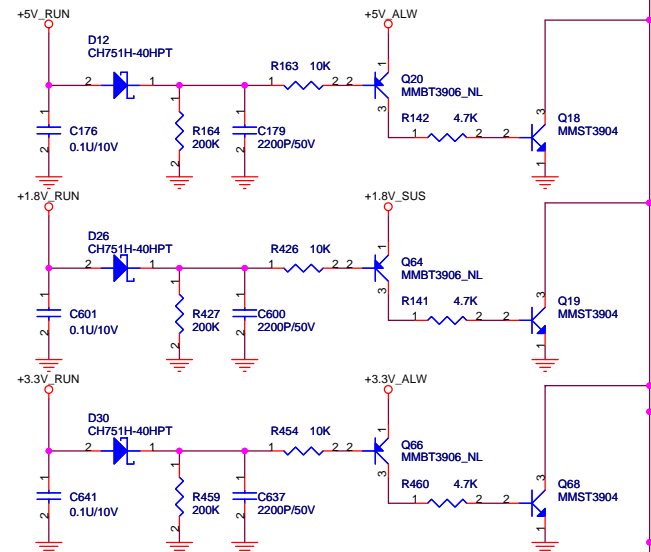 +5V_RUN
+5V_ALW
D12
CH751H-40HPT
2 1
1 R163 10K 2 2
1
3
Q20
MMBT3906_NL
1
2
C176
0.1U/10V
1
2
R164
200K
1
2
C179
2200P/50V
R142 4.7K
1 2 2
3
1
Q18
MMST3904
+1.8V_RUN
+1.8V_SUS
D26
CH751H-40HPT
2 1
1 R426 10K 2 2
1
3
Q64
MMBT3906_NL
1
2
C601
0.1U/10V
1
2
R427
200K
1
2
C600
2200P/50V
R141 4.7K
1 2 2
3
1
Q19
MMST3904
+3.3V_RUN
+3.3V_ALW
D30
CH751H-40HPT
2 1
1 R454 10K 2 2
1
3
Q66
MMBT3906_NL
1
2
C641
0.1U/10V
1
2
R459
200K
1
2
C637
2200P/50V
R460 4.7K
1 2 2
3
1
Q68
MMST3904